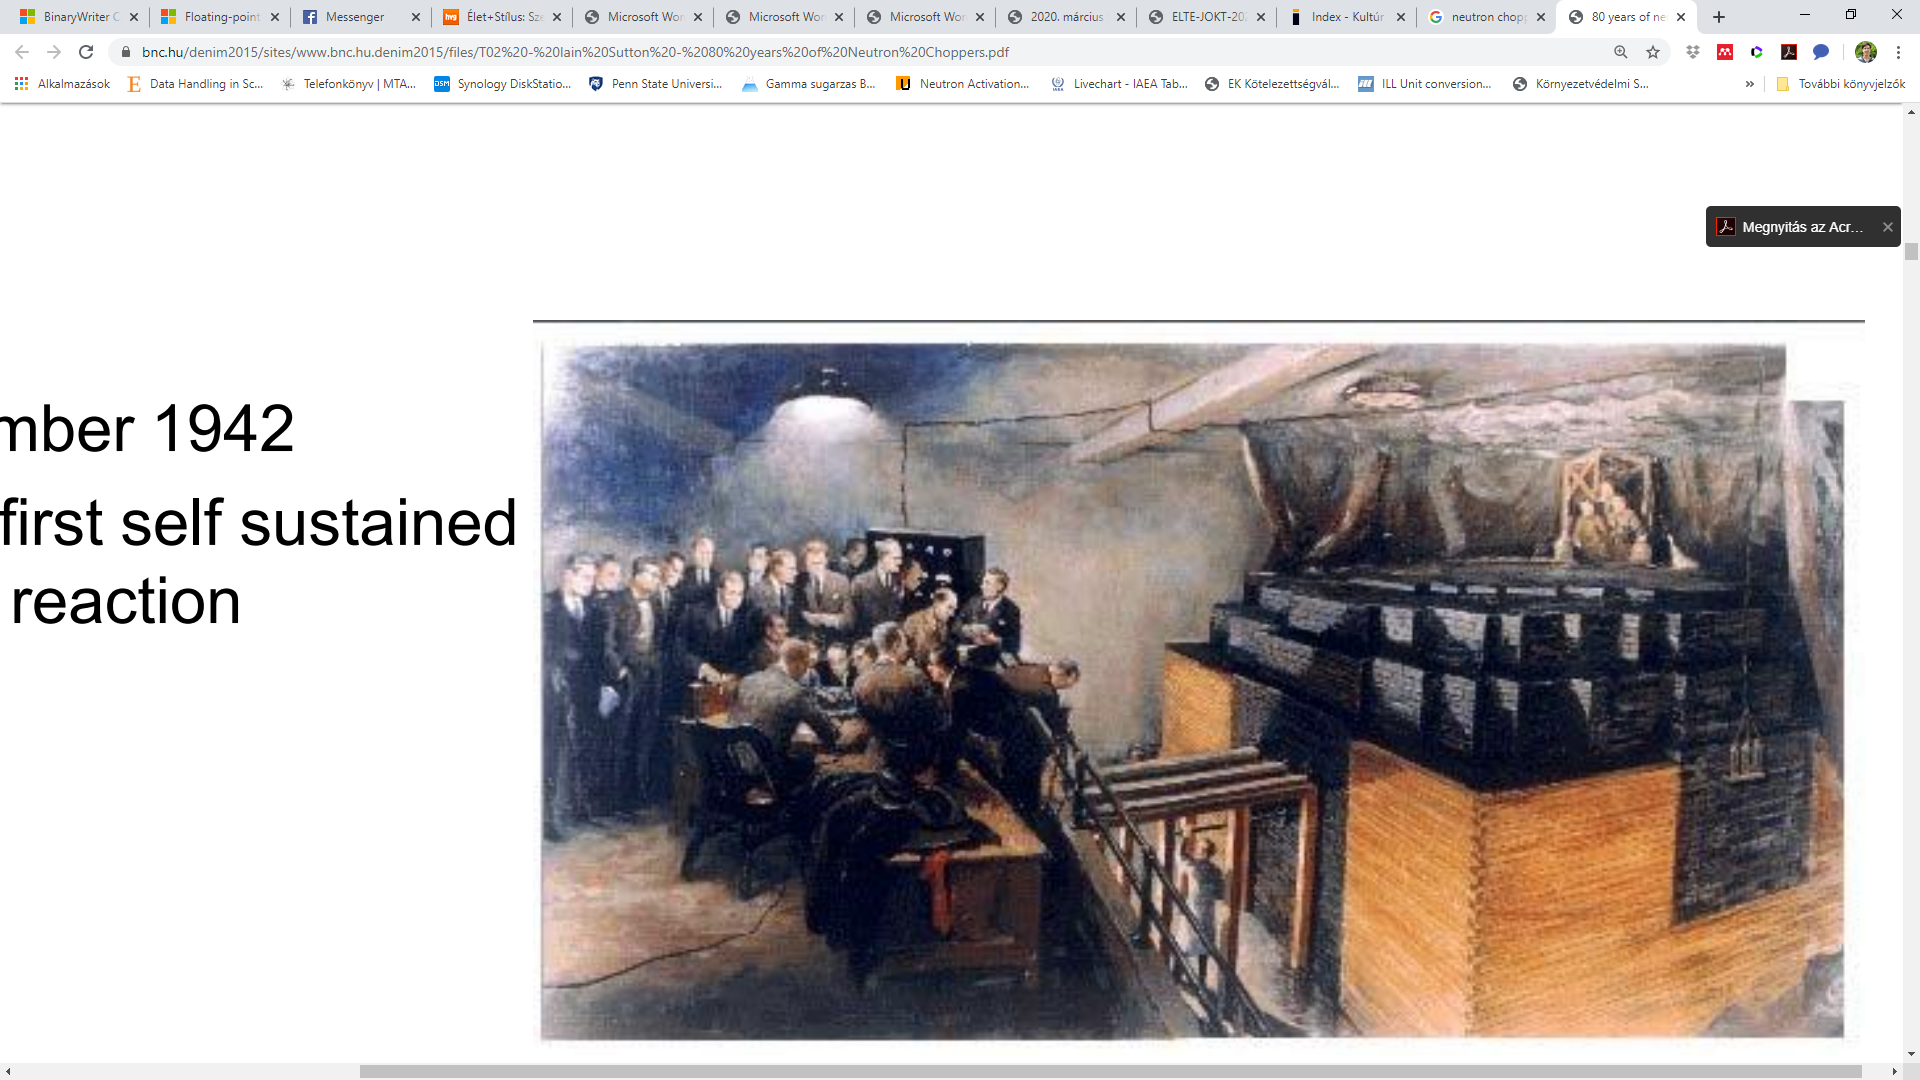 BinaryWriter C
Floating-point
Messenger
Élet+Stílus: Sze
Microsoft Wor
Microsoft Wor
Microsoft Wor
2020. március
ELTE-JOKT-202
Index - Kultúr
neutron chopp
80 years of ne
bnc.hu/denim2015/sites/www.bnc.hu.denim2015/files/T02%20-%20Iain%20Sutton%20-%2080%20years%20of%20Neutron%20Choppers.pdf
Alkalmazások
Data Handling in Sc...
Telefonkönyv | MTA...
Synology DiskStatio...
Penn State Universi...
Gamma sugarzas B...
Neutron Activation...
Livechart - IAEA Tab...
EK Kötelezettségvál...
ILL Unit conversion...
Környezetvédelmi S...
»
További könyvjelzők
Megnyitás az Acr...
mber 1942
first self sustained
reaction